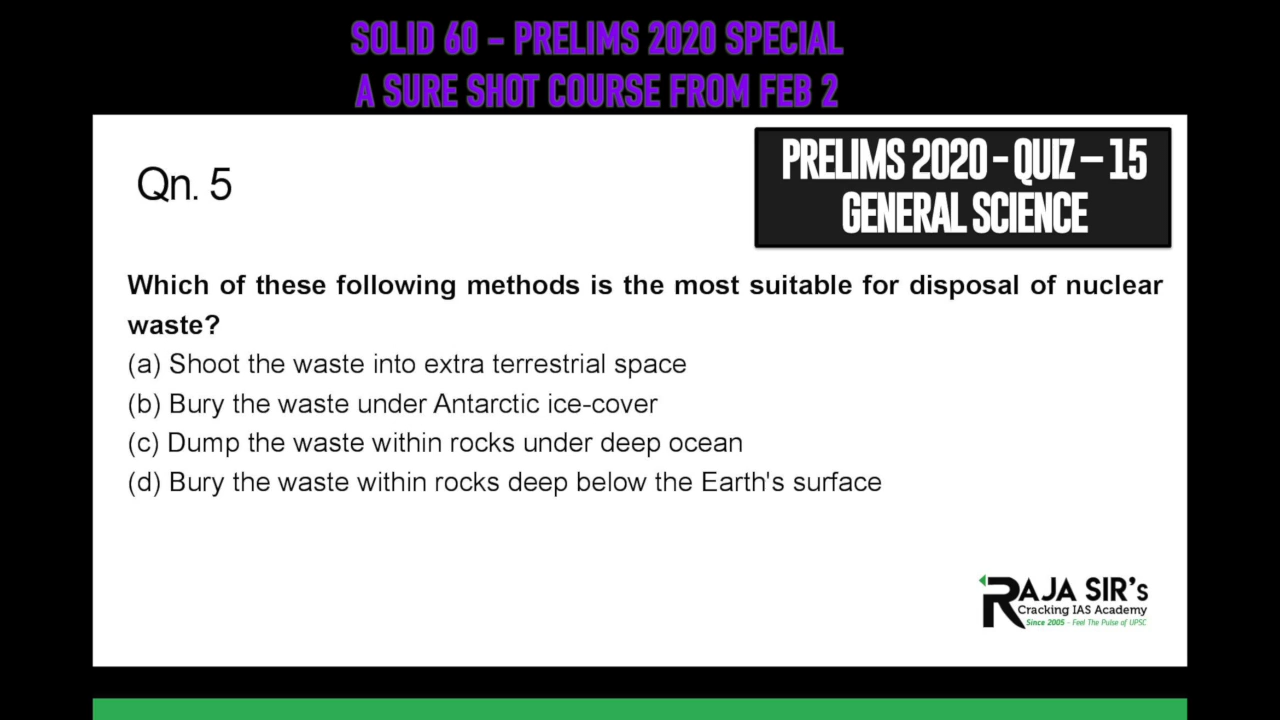 SOLID 60 – PRELIMS 2020 SPECIAL
A SURE SHOT COURSE FROM FEB 2
PRELIMS 2020 - QUIZ – 15
GENERAL SCIENCE
Qn. 5
Which of these following methods is the most suitable for disposal of nuclear
waste?
(a) Shoot the waste into extra terrestrial space
(b) Bury the waste under Antarctic ice-cover
(c) Dump the waste within rocks under deep ocean
(d) Bury the waste within rocks deep below the Earth's surface
RAJA SIR's
Cracking IAS Academy
Since 2005 - Feel The Pulse of UPSC